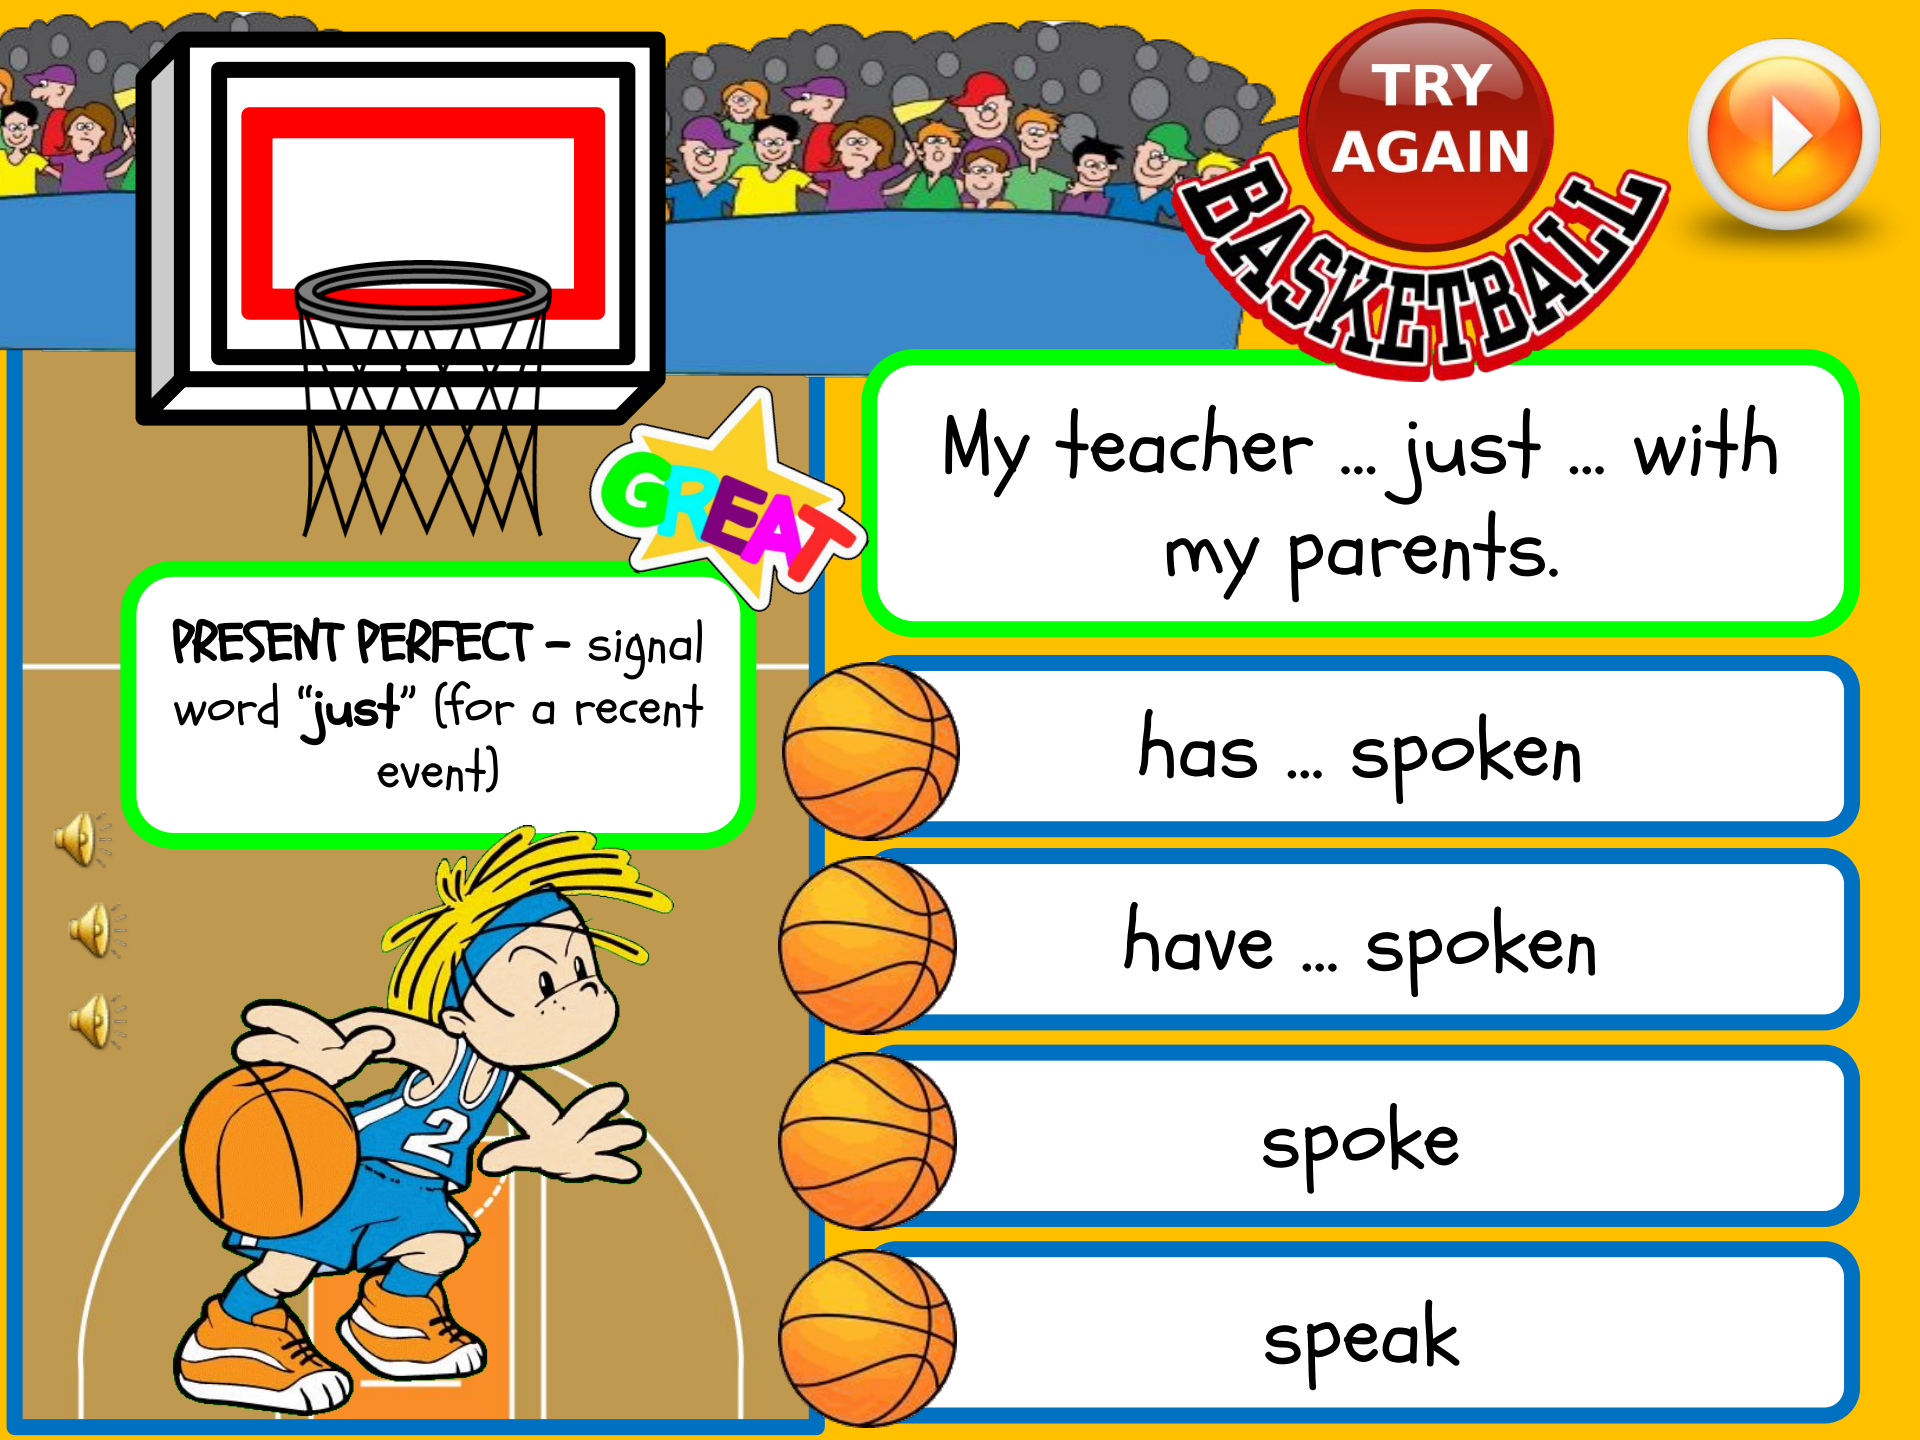 TRY
AGAIN
BASKETBALL
My teacher ... just ... with
my parents.
GREAT
PRESENT PERFECT – signal
word “just” (for a recent
event)
has ... spoken
have ... spoken
spoke
speak
2